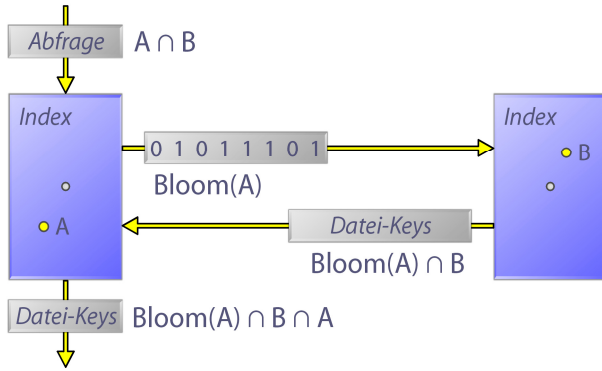 Abfrage A ∩ B
Index
Index
0 1 0 1 1 1 0 1
B
Bloom(A)
A
Datei-Keys
Bloom(A) ∩ B
Datei-Keys Bloom(A) ∩ B ∩ A